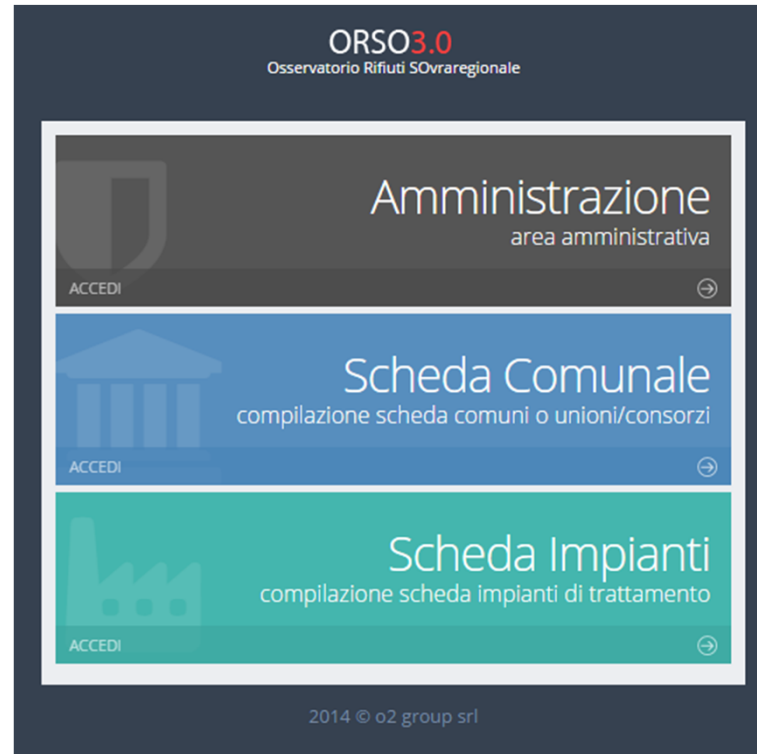 ORSO3.0
Osservatorio Rifiuti SOvraregionale
Amministrazione
area amministrativa
ACCEDI
Scheda Comunale
compilazione scheda comuni o unioni/consorzi
ACCEDI
Scheda Impianti
compilazione scheda impianti di trattamento
ACCEDI
2014 © o2 group srl